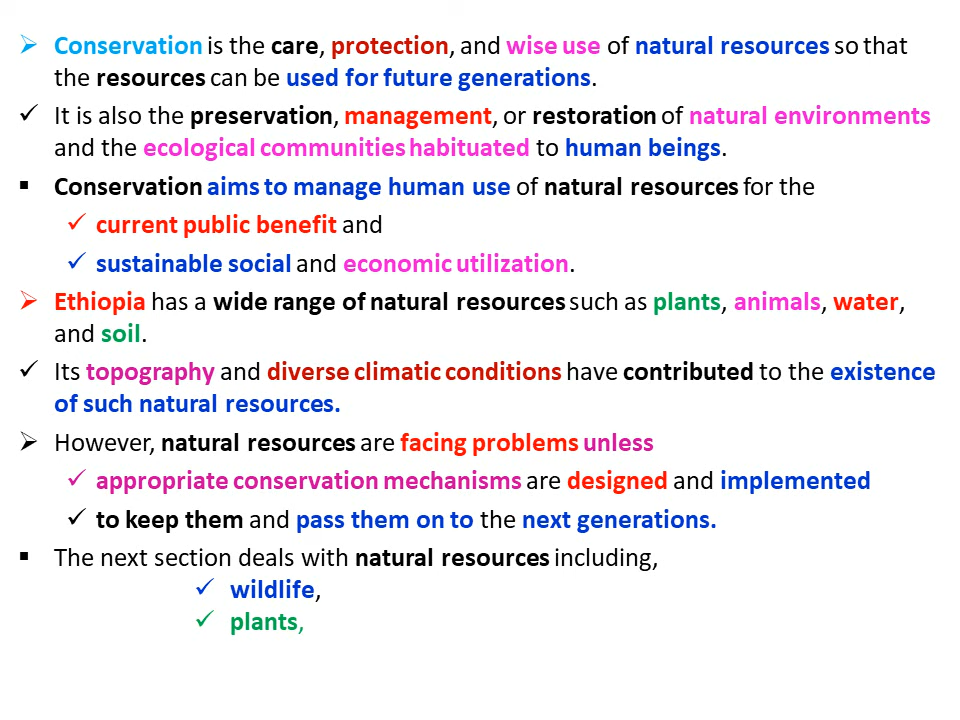 ➢ Conservation is the care, protection, and wise use of natural resources so that
the resources can be used for future generations.
✓ It is also the preservation, management, or restoration of natural environments
and the ecological communities habituated to human beings.
▪ Conservation aims to manage human use of natural resources for the
✓ current public benefit and
✓ sustainable social and economic utilization.
➢ Ethiopia has a wide range of natural resources such as plants, animals, water,
and soil.
✓ Its topography and diverse climatic conditions have contributed to the existence
of such natural resources.
➢ However, natural resources are facing problems unless
✓ appropriate conservation mechanisms are designed and implemented
✓ to keep them and pass them on to the next generations.
▪ The next section deals with natural resources including,
✓ wildlife,
✓ plants,